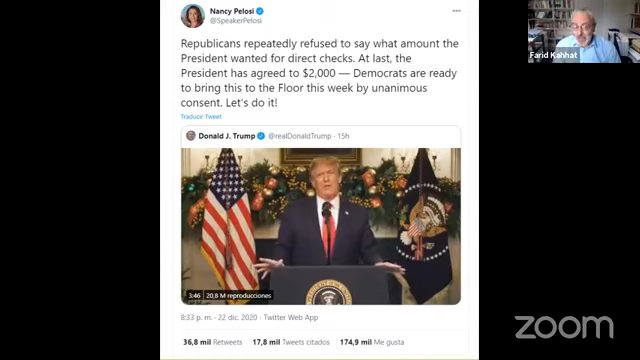 Nancy Pelosi
@SpeakerPelosi
Republicans repeatedly refused to say what amount the
President wanted for direct checks. At last, the
President has agreed to $2,000 — Democrats are ready
to bring this to the Floor this week by unanimous
consent. Let's do it!
Traducir Tweet
Donald J. Trump @realDonaldTrump · 15h
3:46 20,8 M reproducciones
8:33 p. m. · 22 dic. 2020 · Twitter Web App
36,8 mil Retweets 17,8 mil Tweets citados 174,9 mil Me gusta
Farid Kahhat
zoom